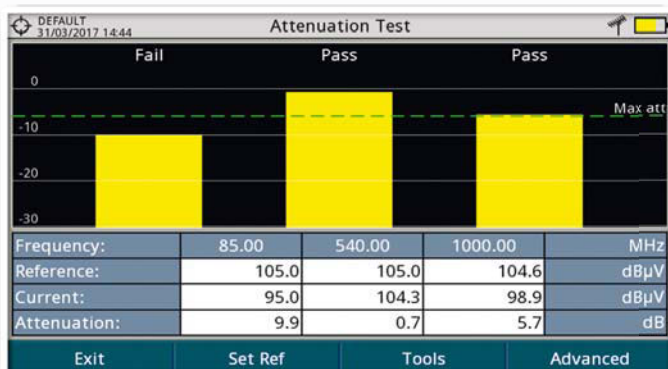 DEFAULT
31/03/2017 14:44
Attenuation Test
Fail Pass Pass
0
Max att
-10
-20
-30
Frequency: 85.00 540.00 1000.00 MHz
Reference: 105.0 105.0 104.6 dBµV
Current: 95.0 104.3 98.9 dBµV
Attenuation: 9.9 0.7 5.7 dB
Exit Set Ref Tools Advanced